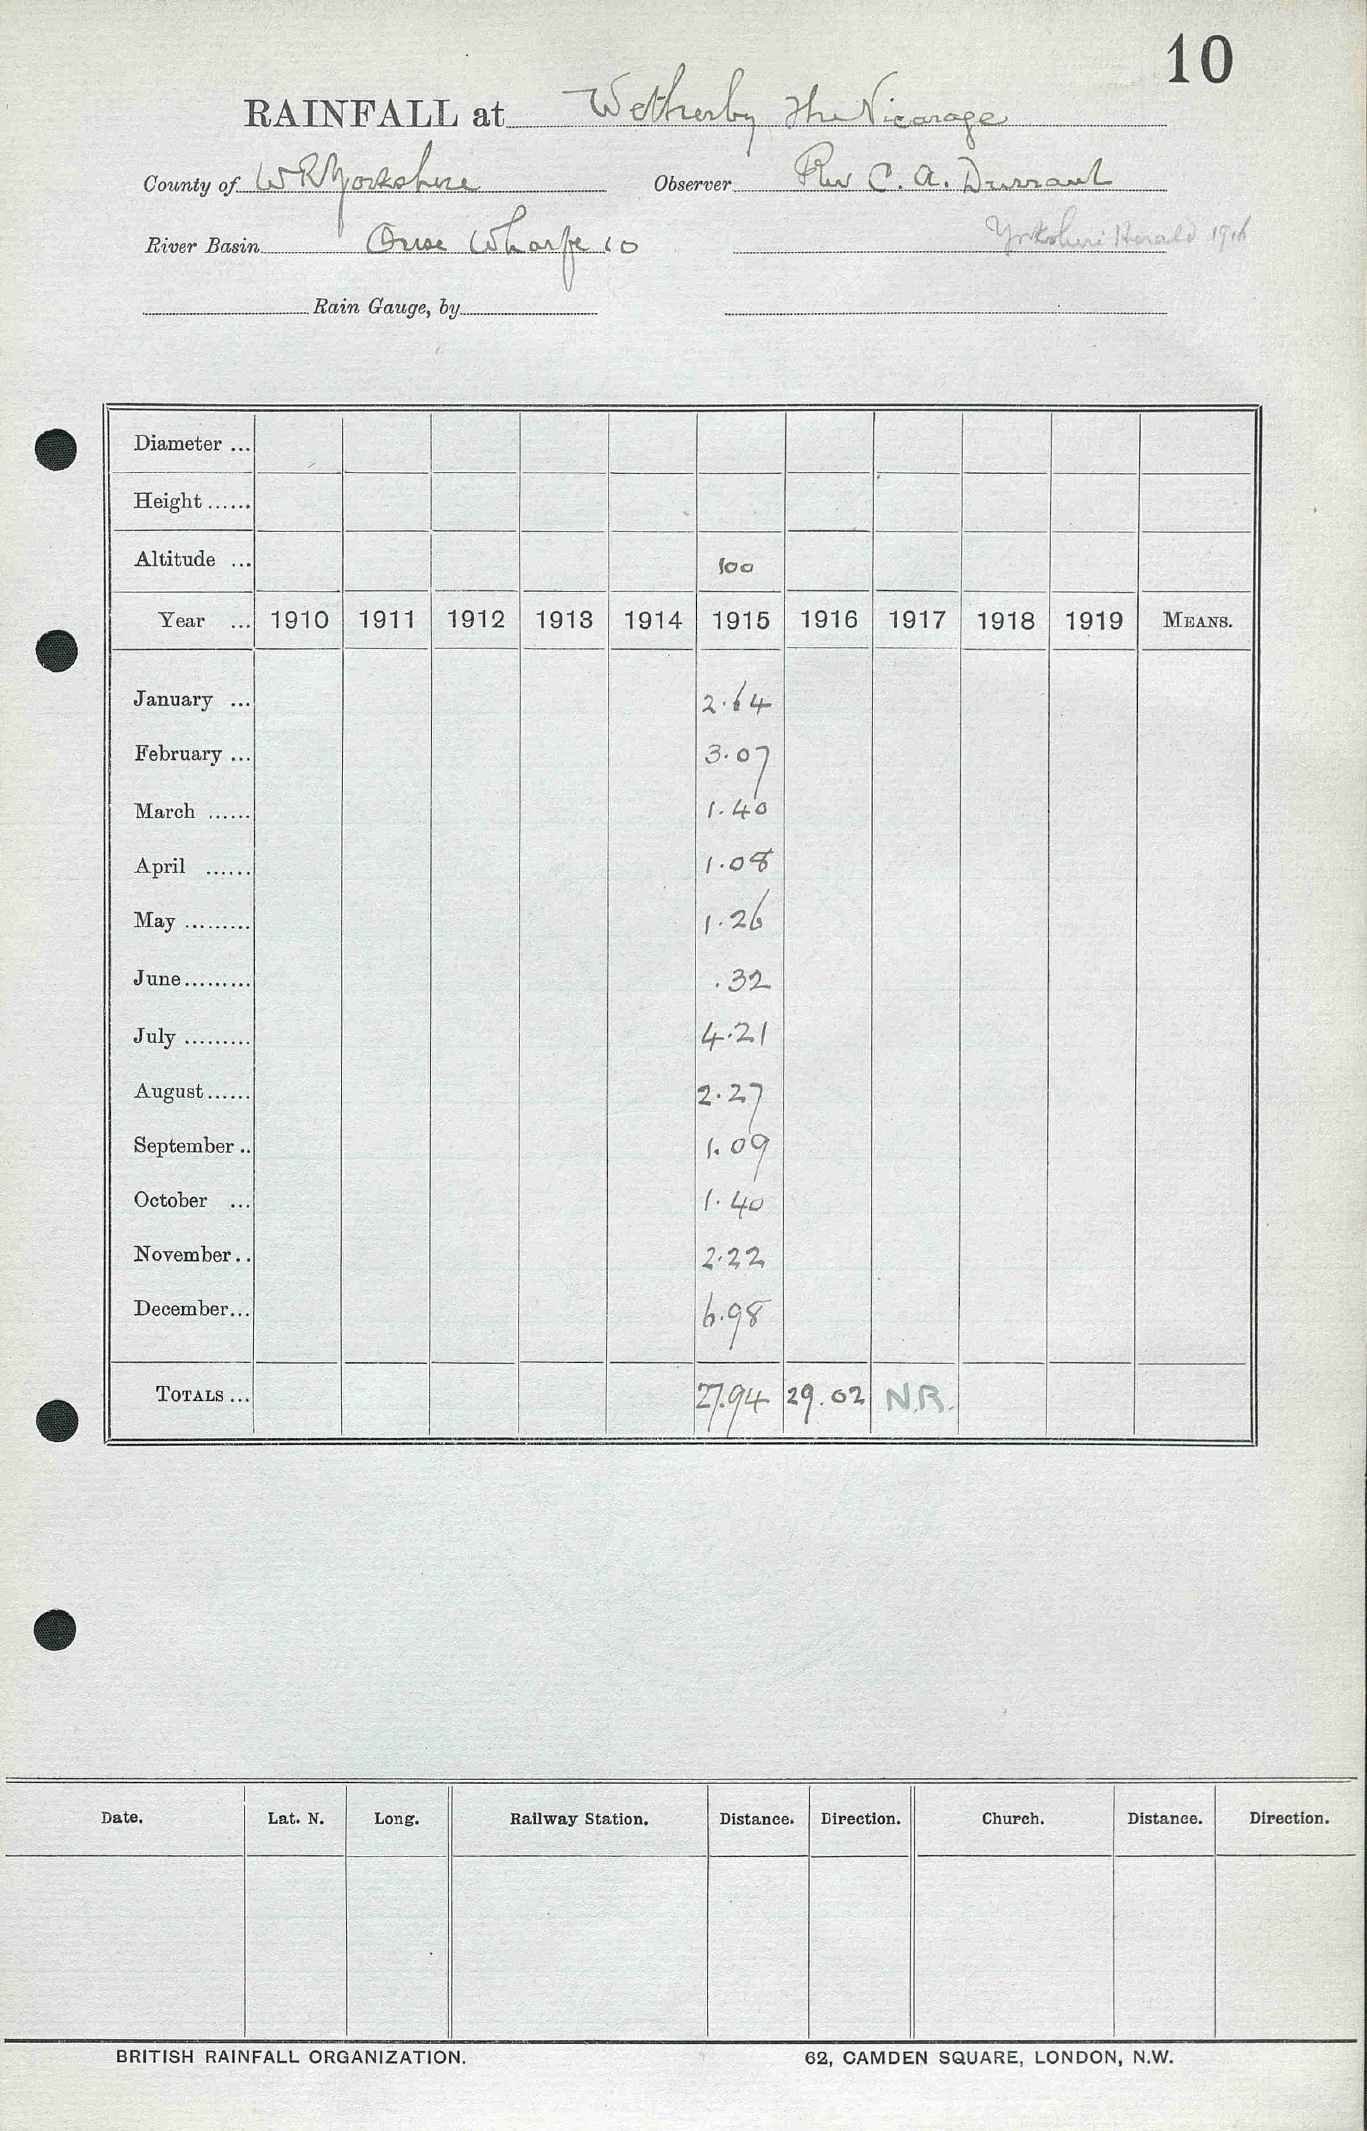 10
RAINFALL at Wetherby The Vicarage
County of W R Yorkshire Observer Rev C. A. Durrant
River Basin Ouse Wharfe 10 Yorkshire Herald 1916
Rain Gauge, by
Diameter ...
Height ......
Altitude ... 100
Year ... 1910 1911 1912 1913 1914 1915 1916 1917 1918 1919 MEANS.
January ... 2.64
February ... 3.07
March ...... 1.40
April ...... 1.08
May ......... 1.26
June ......... .32
July ......... 4.21
August ...... 2.27
September .. 1.09
October ... 1.40
November .. 2.22
December ... 6.98
TOTALS ... 27.94 29.02 N.R.
Date. Lat. N. Long. Railway Station. Distance. Direction. Church. Distance. Direction.
BRITISH RAINFALL ORGANIZATION. 62, CAMDEN SQUARE, LONDON, N.W.